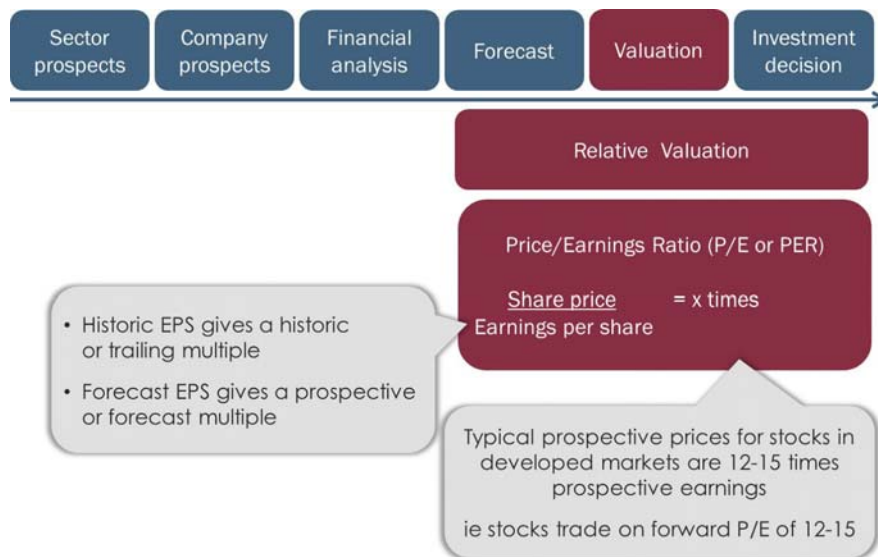 Sector
prospects
Company
prospects
Financial
analysis
Forecast
Valuation
Investment
decision
Relative Valuation
Price/Earnings Ratio (P/E or PER)
Share price = x times
Earnings per share
• Historic EPS gives a historic
or trailing multiple
• Forecast EPS gives a prospective
or forecast multiple
Typical prospective prices for stocks in
developed markets are 12-15 times
prospective earnings
ie stocks trade on forward P/E of 12-15